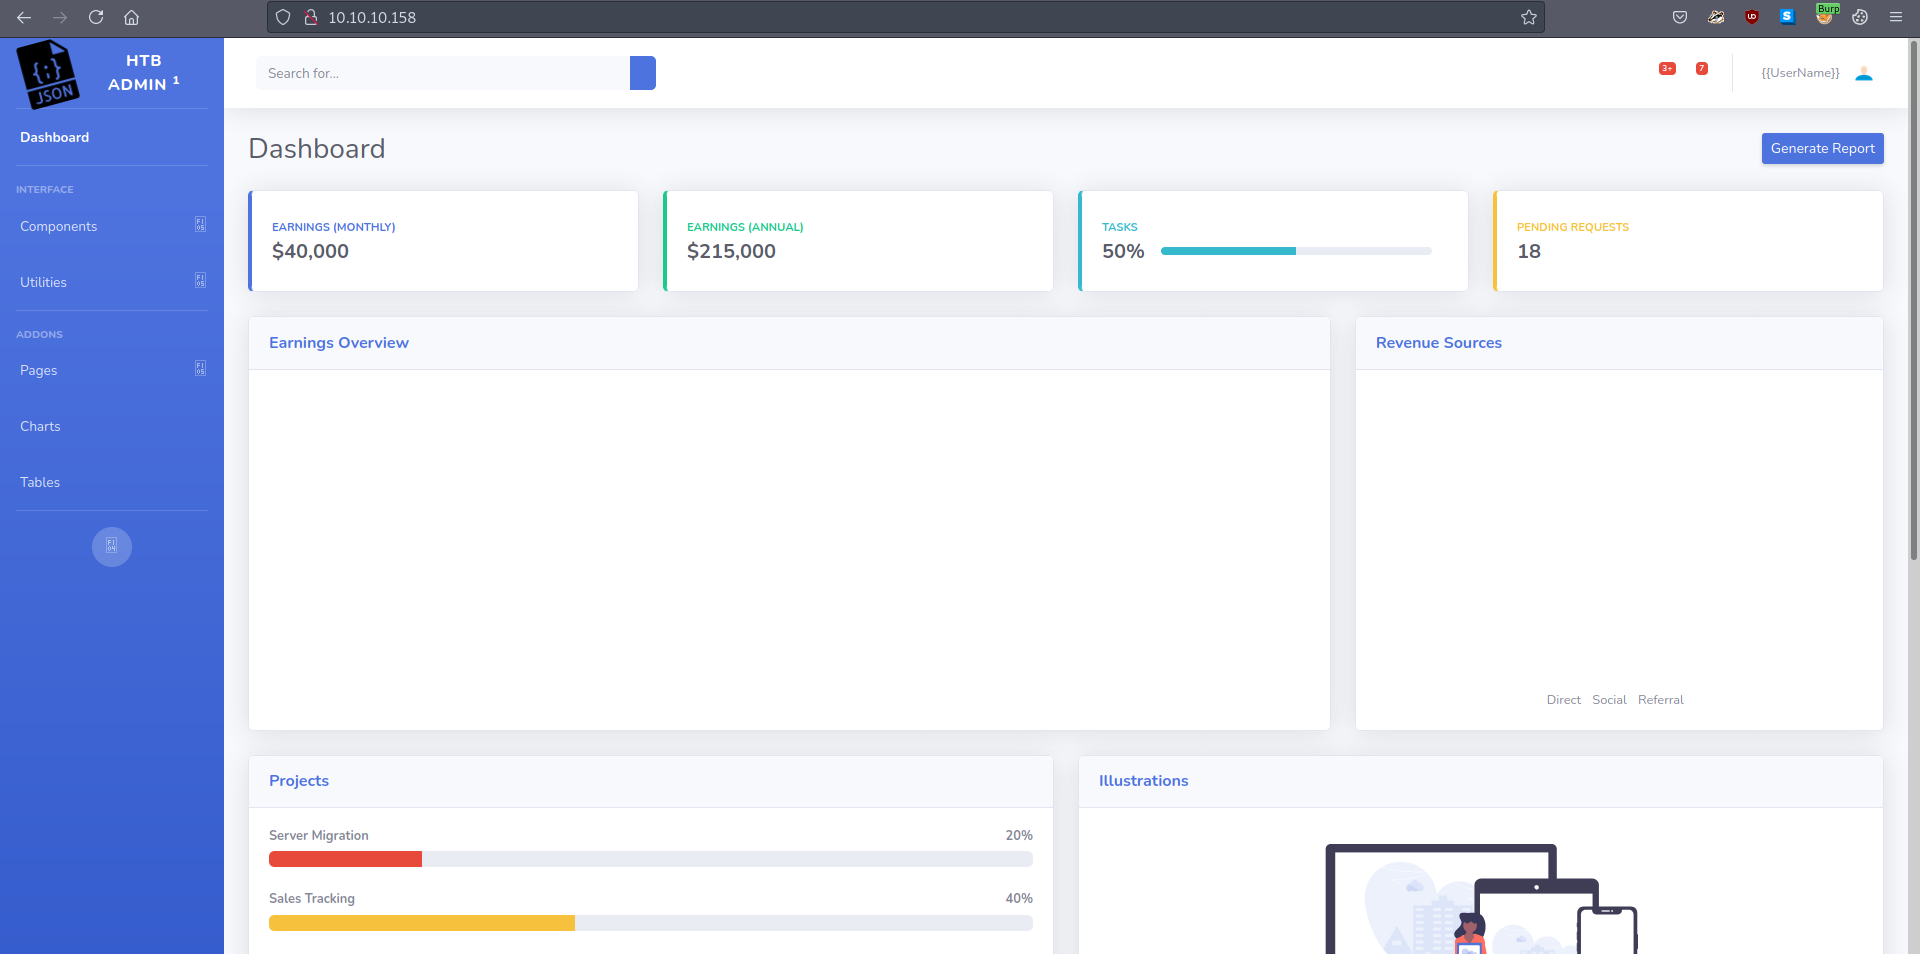 10.10.10.158
Burp
{;}
JSON
HTB
ADMIN 1
Search for...
3+
7
{{UserName}}
Dashboard
INTERFACE
Components
Utilities
ADDONS
Pages
Charts
Tables
Dashboard
Generate Report
EARNINGS (MONTHLY)
$40,000
EARNINGS (ANNUAL)
$215,000
TASKS
50%
PENDING REQUESTS
18
Earnings Overview
Revenue Sources
Direct Social Referral
Projects
Server Migration 20%
Sales Tracking 40%
Illustrations